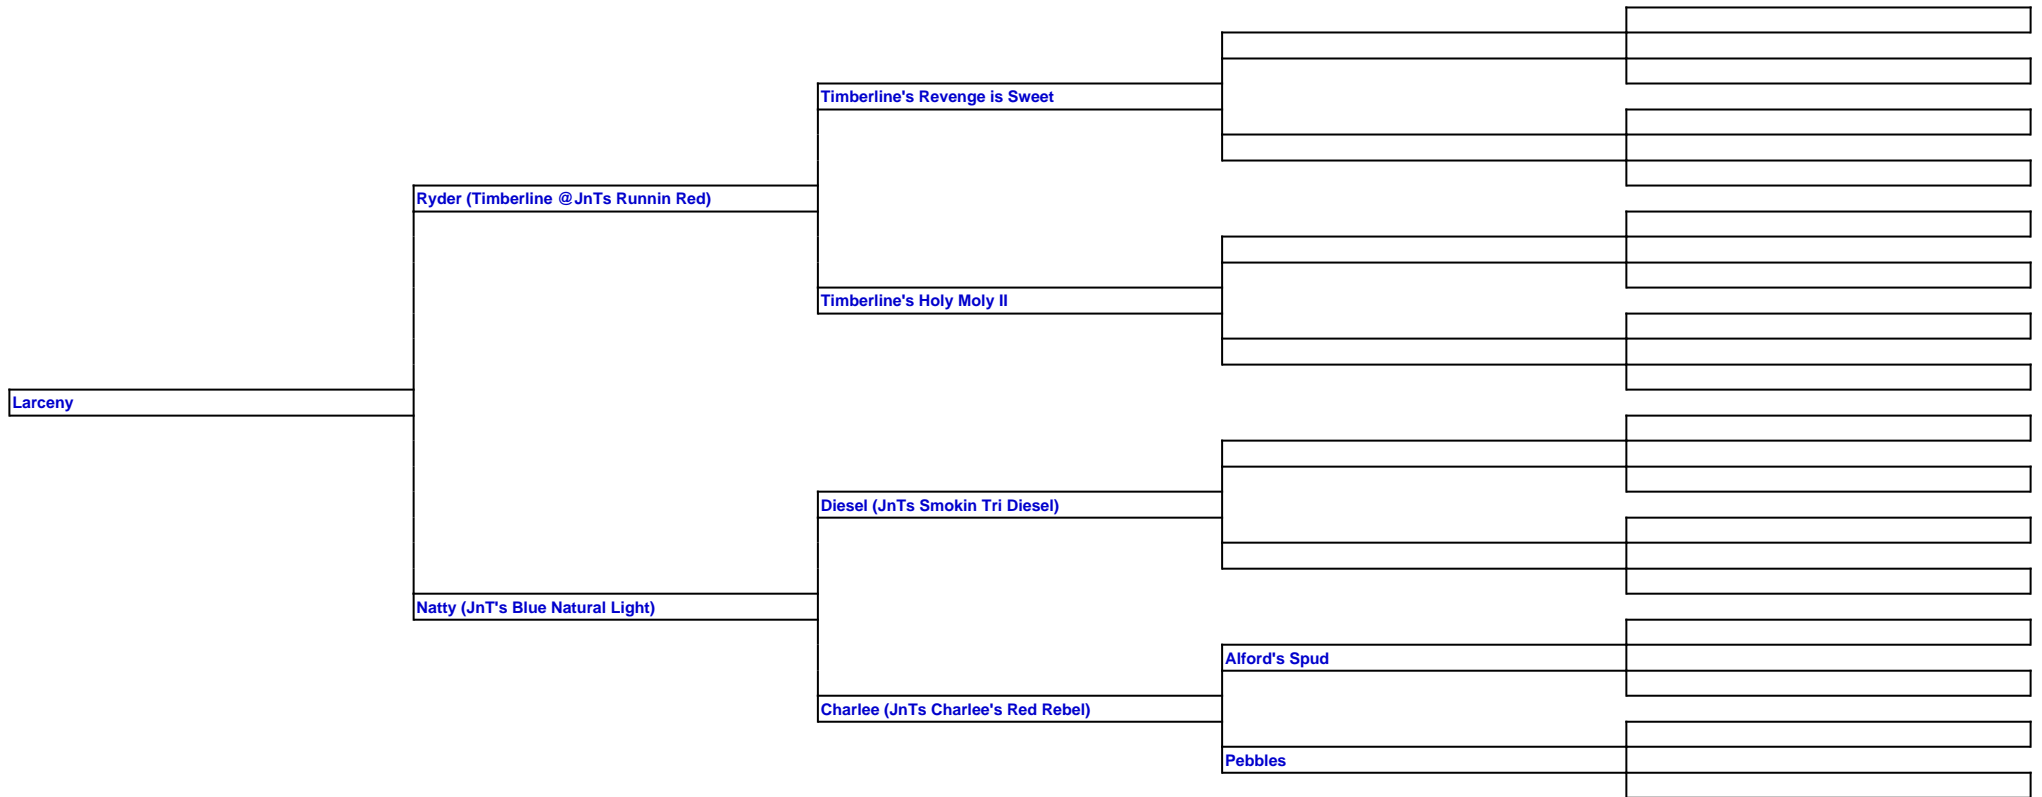 Timberline's Revenge is Sweet
Ryder (Timberline @JnTs Runnin Red)
Timberline's Holy Moly II
Larceny
Diesel (JnTs Smokin Tri Diesel)
Natty (JnT's Blue Natural Light)
Alford's Spud
Charlee (JnTs Charlee's Red Rebel)
Pebbles